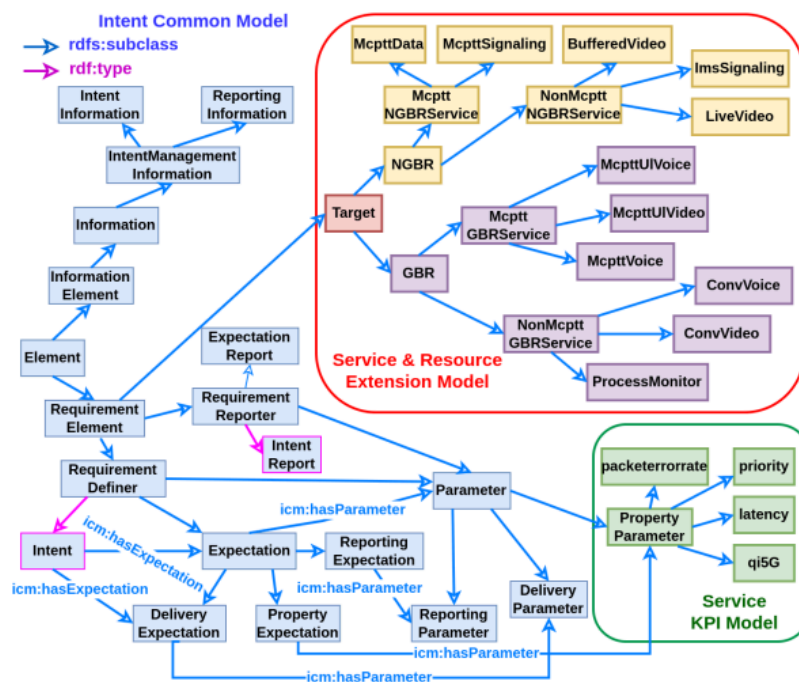 Intent Common Model
rdfs:subclass
rdf:type
Intent
Information
Reporting
Information
IntentManagement
Information
Information
Information
Element
Element
Requirement
Element
Expectation
Report
Requirement
Reporter
Intent
Report
Requirement
Definer
Parameter
icm:hasParameter
icm:hasExpectation
Intent
Expectation
Reporting
Expectation
icm:hasExpectation
icm:hasParameter
Delivery
Expectation
Property
Expectation
Reporting
Parameter
Delivery
Parameter
icm:hasParameter
icm:hasParameter
McpttData
McpttSignaling
BufferedVideo
ImsSignaling
Mcptt
NGBRService
NonMcptt
NGBRService
LiveVideo
NGBR
McpttUlVoice
Target
Mcptt
GBRService
McpttUlVideo
McpttVoice
GBR
ConvVoice
NonMcptt
GBRService
ConvVideo
ProcessMonitor
Service & Resource
Extension Model
packeterrorrate
priority
Property
Parameter
latency
qi5G
Service
KPI Model